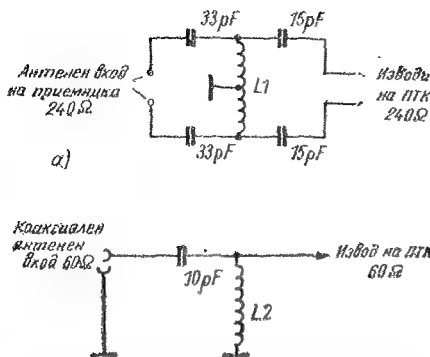 33pF
15pF
Антенен вход
на приемника
240Ω
L1
Изводи
на ПТК
240Ω
33pF
15pF
а)
Коаксиален
антенен
вход 60Ω
10pF
Извод на ПТК
60Ω
L2